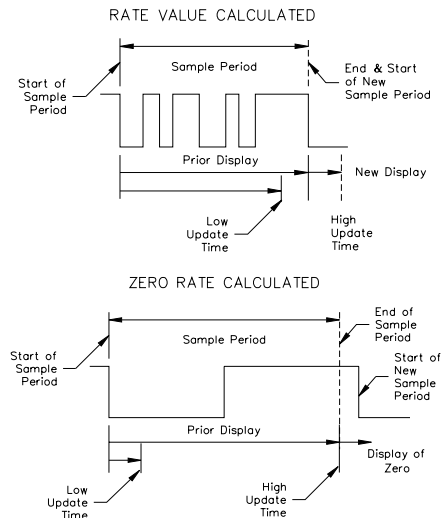 RATE VALUE CALCULATED
Sample Period
Start of
Sample
Period
End & Start
of New
Sample Period
Prior Display
New Display
Low
Update
Time
High
Update
Time
ZERO RATE CALCULATED
End of
Sample
Period
Sample Period
Start of
Sample
Period
Start of
New
Sample
Period
Prior Display
Display of
Zero
Low
Update
Time
High
Update
Time